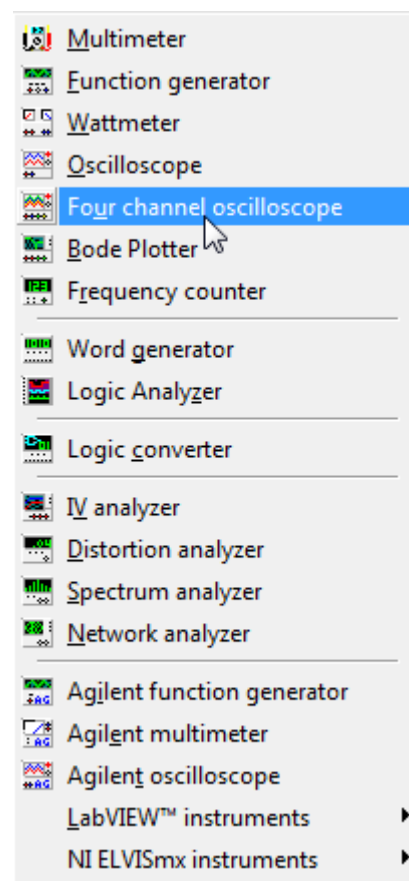 Multimeter
Function generator
Wattmeter
Oscilloscope
Four channel oscilloscope
Bode Plotter
Frequency counter
Word generator
Logic Analyzer
Logic converter
IV analyzer
Distortion analyzer
Spectrum analyzer
Network analyzer
Agilent function generator
Agilent multimeter
Agilent oscilloscope
LabVIEW™ instruments
NI ELVISmx instruments